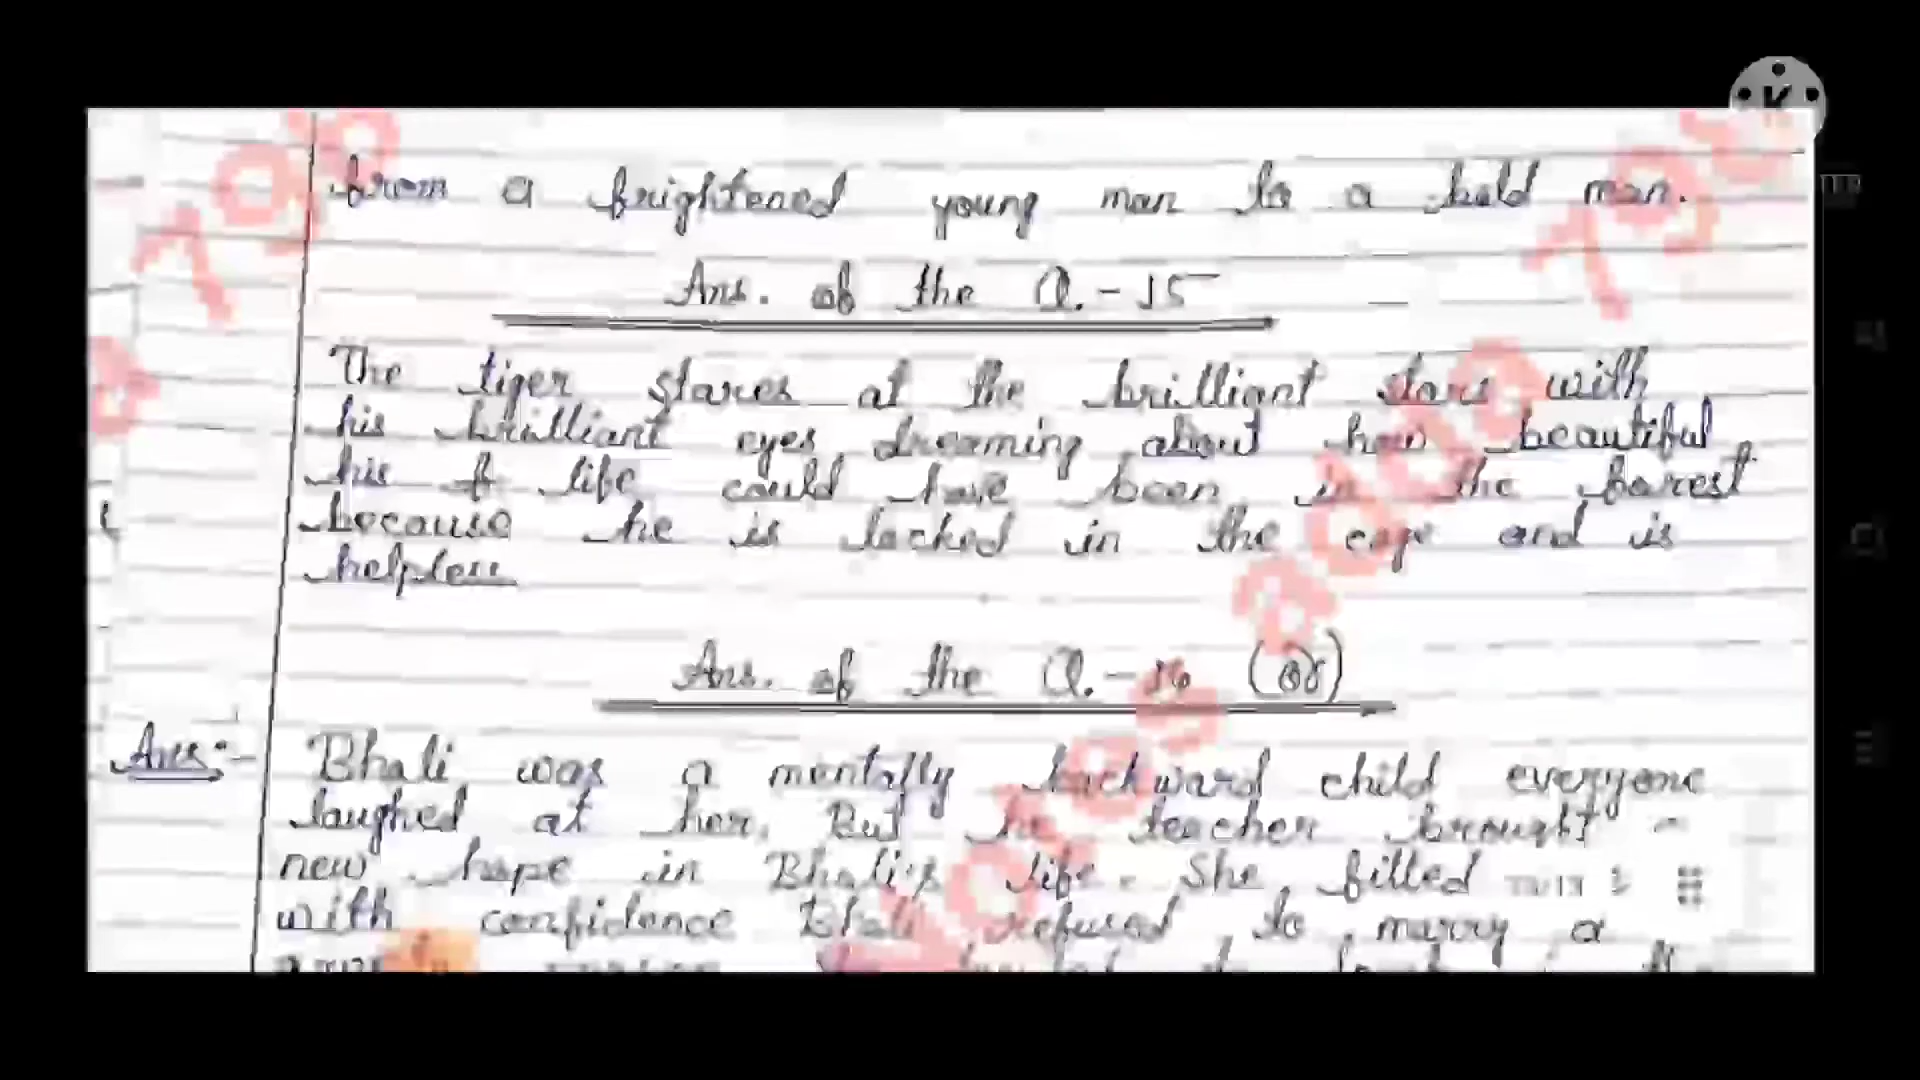 from a frightened young man to a bold man.
Ans. of the Q.-15
The tiger stares at the brilliant stars with
his brilliant eyes dreaming about how beautiful
his life could have been in the forest
because he is locked in the cage and is
helpless
Ans. of the Q.-16 (OR)
Ans:- Bholi was a mentally backward child everyone
laughed at her. But he teacher brought
new hope in Bholi's life. She filled
with confidence Bholi refused to marry a